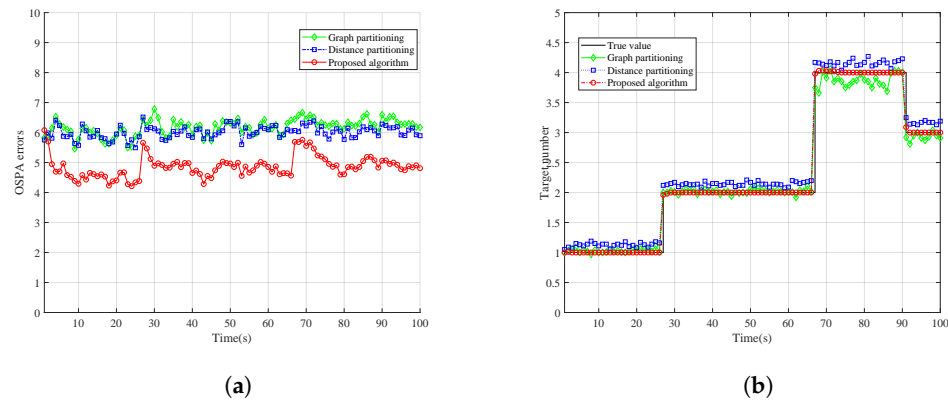 10
9
8
7
6
5
4
3
2
1
0
OSPA errors
10 20 30 40 50 60 70 80 90 100
Time(s)
Graph partitioning
Distance partitioning
Proposed algorithm
(a)
5
4.5
4
3.5
3
2.5
2
1.5
1
0.5
0
Target number
10 20 30 40 50 60 70 80 90 100
Time(s)
True value
Graph partitioning
Distance partitioning
Proposed algorithm
(b)